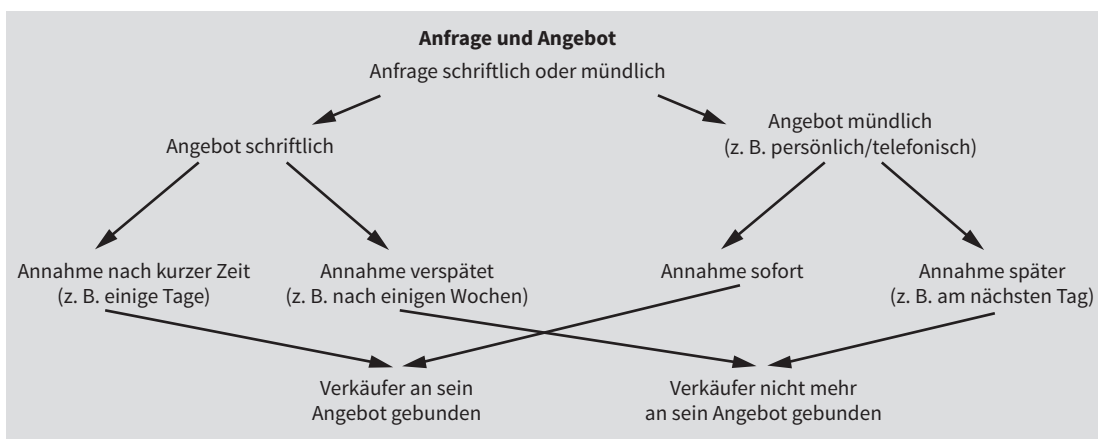 Anfrage und Angebot
Anfrage schriftlich oder mündlich
Angebot schriftlich
Angebot mündlich
(z. B. persönlich/telefonisch)
Annahme nach kurzer Zeit
(z. B. einige Tage)
Annahme verspätet
(z. B. nach einigen Wochen)
Annahme sofort
Annahme später
(z. B. am nächsten Tag)
Verkäufer an sein
Angebot gebunden
Verkäufer nicht mehr
an sein Angebot gebunden